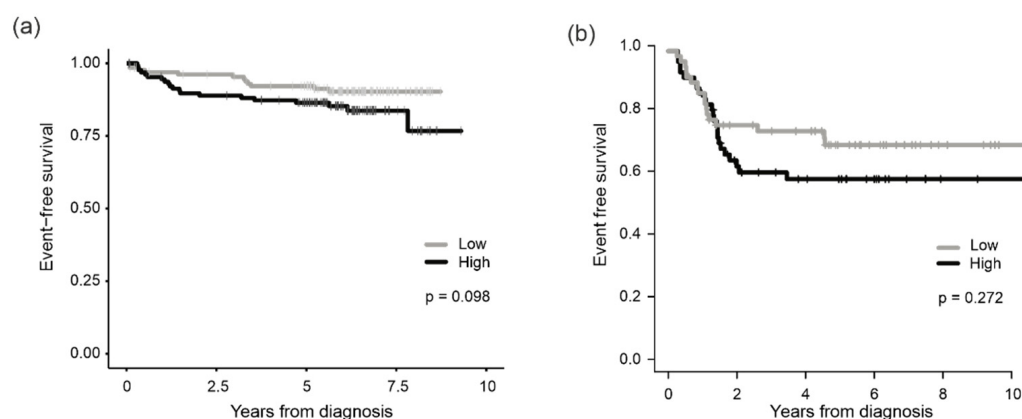 (a)
Event-free survival
1.00
0.75
0.50
0.25
0.00
Low
High
p = 0.098
0 2.5 5 7.5 10
Years from diagnosis
(b)
Event free survival
1.0
0.8
0.6
0.4
0.2
0.0
Low
High
p = 0.272
0 2 4 6 8 10
Years from diagnosis